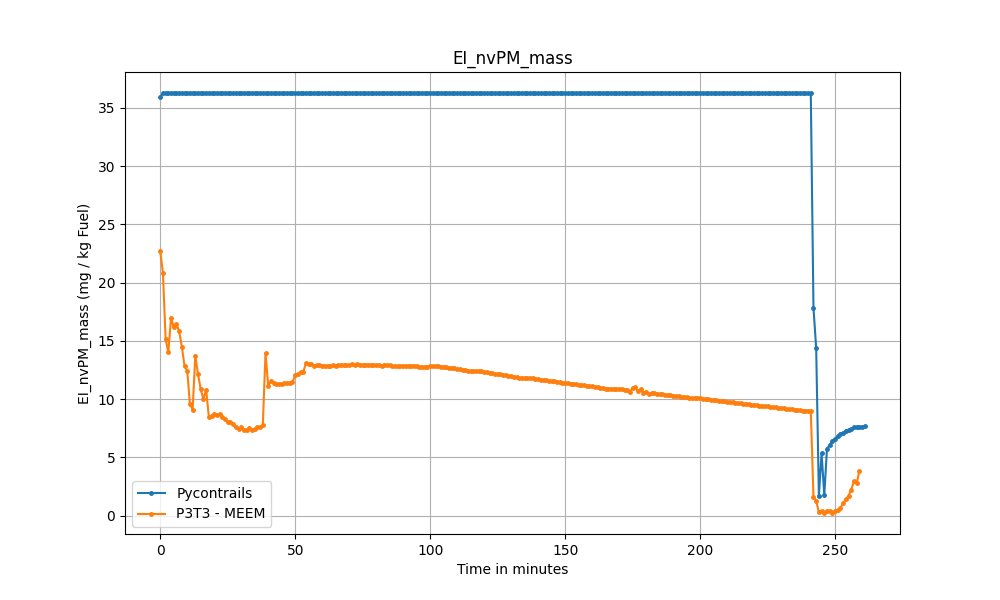 EI_nvPM_mass
EI_nvPM_mass (mg / kg Fuel)
35
30
25
20
15
10
5
0
Pycontrails
P3T3 - MEEM
0 50 100 150 200 250
Time in minutes